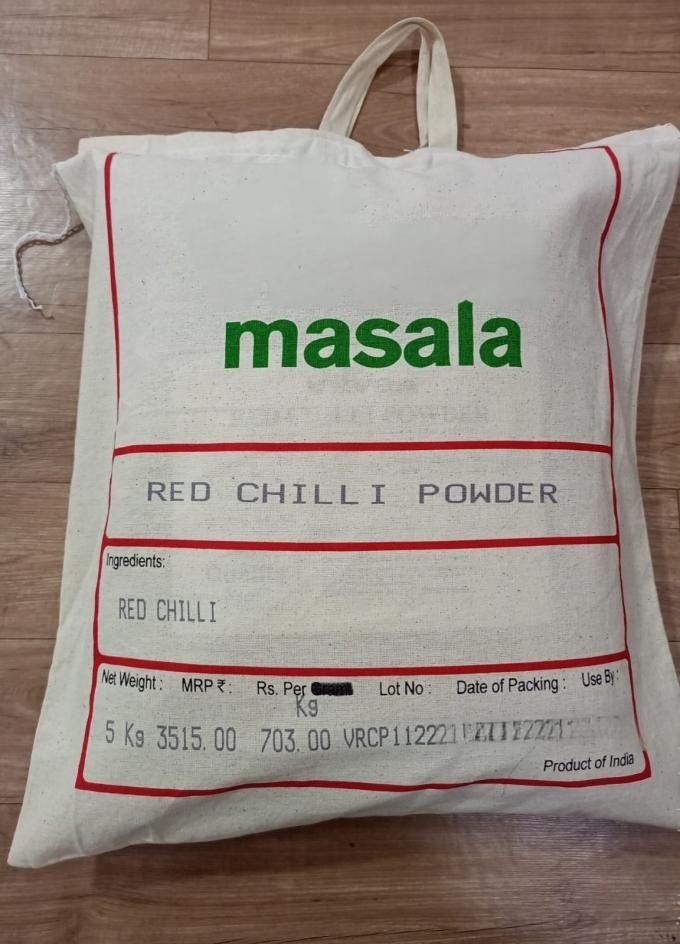 masala
RED CHILLI POWDER
Ingredients:
RED CHILLI
Net Weight : MRP ₹ : Rs. Per Lot No : Date of Packing : Use By :
Kg
5 Kg 3515.00 703.00
Product of India